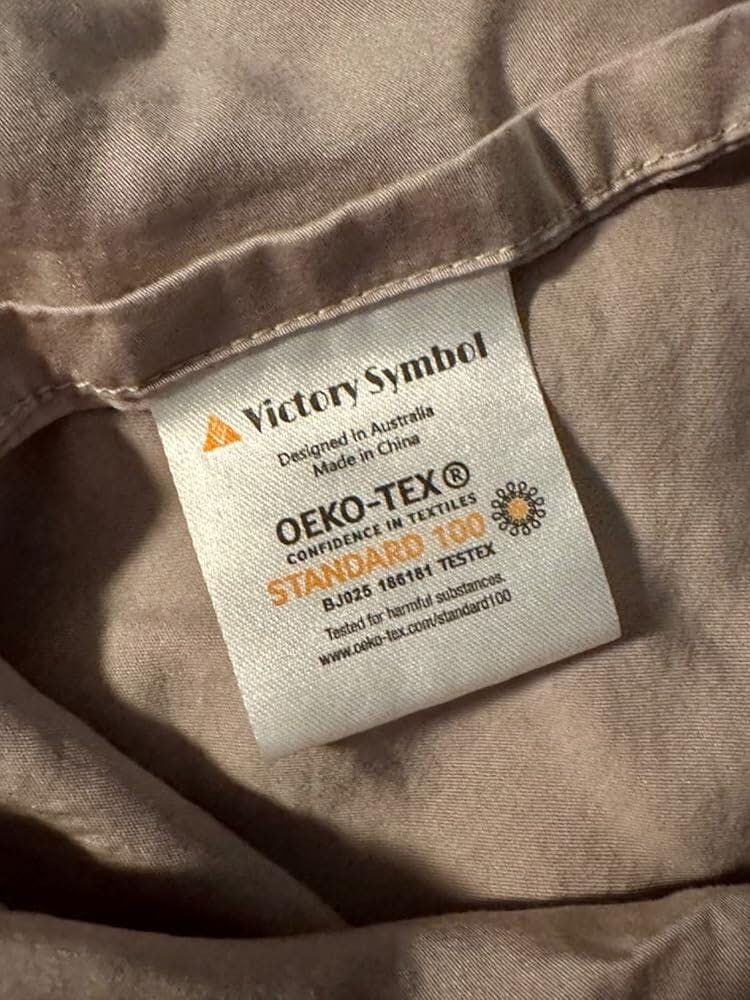 Victory Symbol
Designed in Australia
Made in China
OEKO-TEX®
CONFIDENCE IN TEXTILES
STANDARD 100
BJ025 186181 TESTEX
Tested for harmful substances.
www.oeko-tex.com/standard100